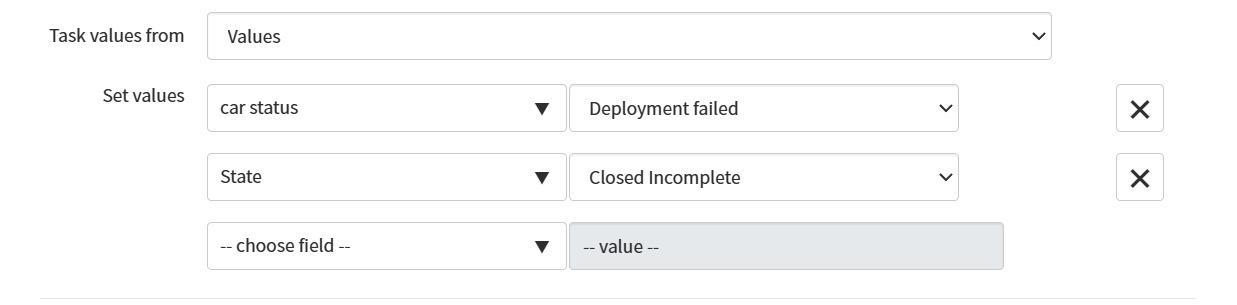 Task values from Values
Set values car status Deployment failed
State Closed Incomplete
-- choose field -- -- value --